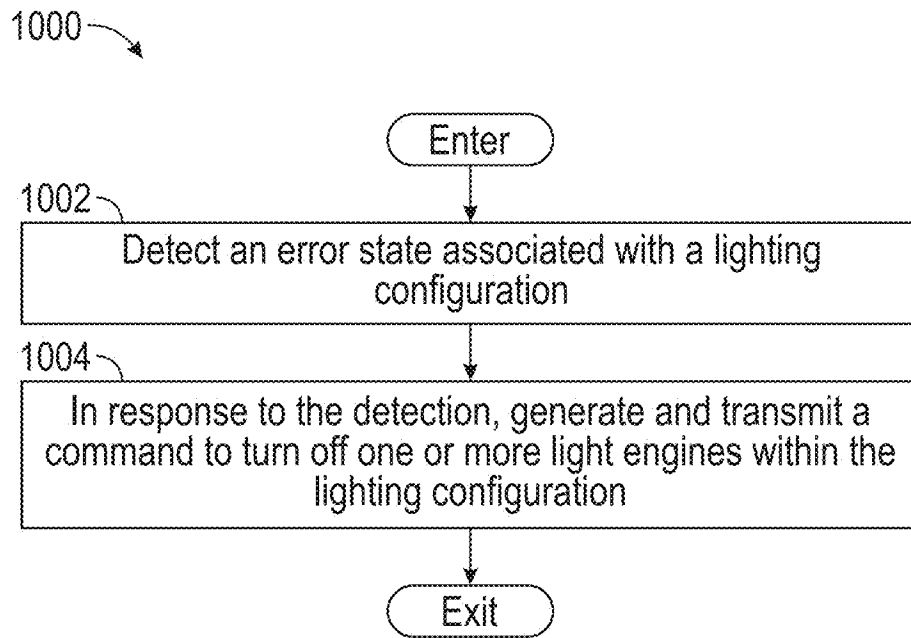 1000
Enter
1002
Detect an error state associated with a lighting
configuration
1004
In response to the detection, generate and transmit a
command to turn off one or more light engines within the
lighting configuration
Exit